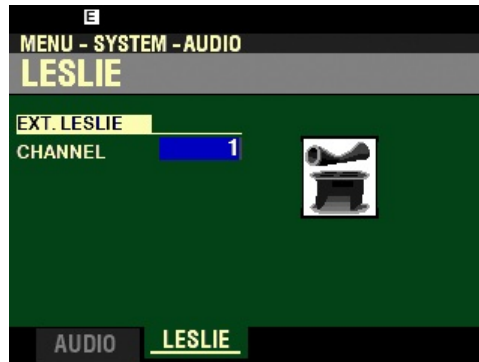 E
MENU - SYSTEM - AUDIO
LESLIE
EXT. LESLIE
CHANNEL 1
AUDIO LESLIE